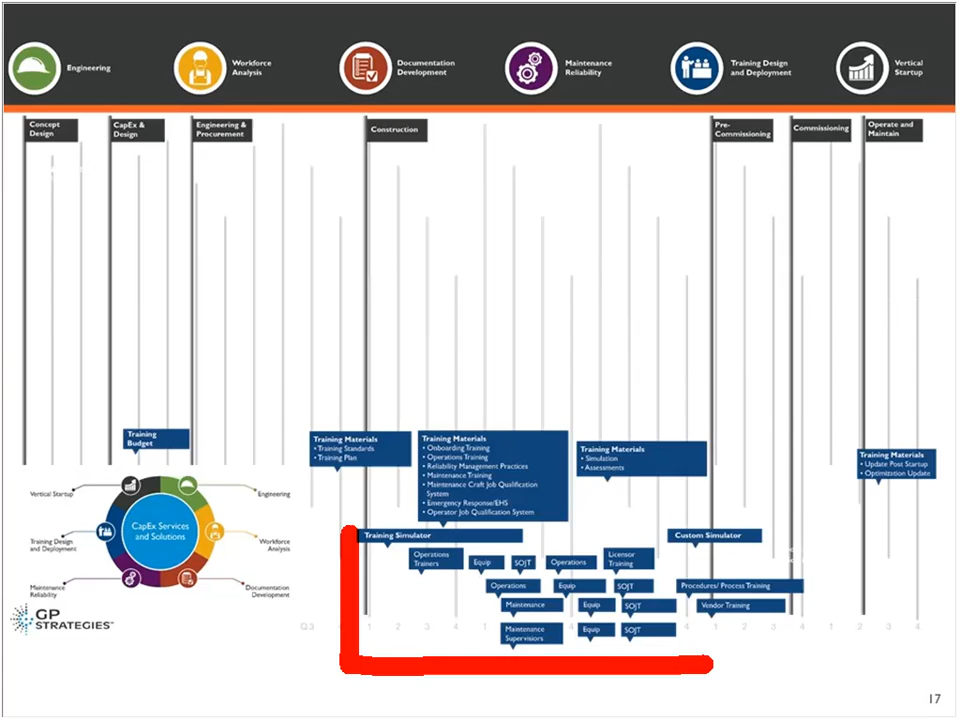 Engineering
Workforce
Analysis
Documentation
Development
Maintenance
Reliability
Training Design
and Deployment
Vertical
Startup
Concept
Design
CapEx &
Design
Engineering &
Procurement
Construction
Pre-
Commissioning
Commissioning
Operate and
Maintain
Training
Budget
Training Materials
• Training Standards
• Training Plan
Training Materials
• Onboarding Training
• Operations Training
• Reliability Management Practices
• Maintenance Training
• Maintenance Craft Job Qualification
System
• Emergency Response/EHS
• Operator Job Qualification System
Training Materials
• Simulation
• Assessments
Training Materials
• Update Post Startup
• Optimization Update
Training Simulator
Custom Simulator
Operations
Trainers
Equip
SOJT
Operations
Licensor
Training
Operations
Equip
SOJT
Procedures/ Process Training
Maintenance
Equip
SOJT
Vendor Training
Maintenance
Supervisors
Equip
SOJT
Vertical Startup
Engineering
CapEx Services
and Solutions
Training Design
and Deployment
Workforce
Analysis
Maintenance
Reliability
Documentation
Development
GP
STRATEGIES™
Q3 1 2 3 4 1 2 3 4 1 2 3 4 1 2 3 4 2 3 4
17